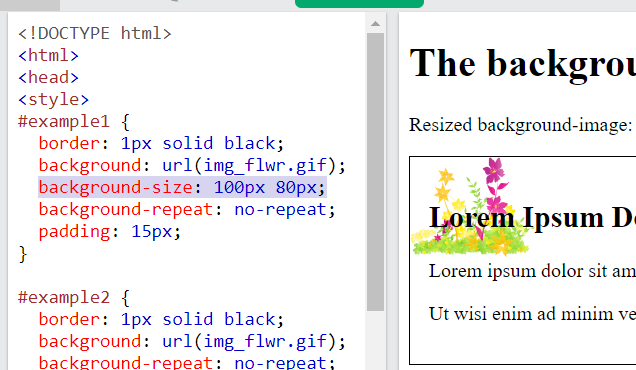 <!DOCTYPE html>
<html>
<head>
<style>
#example1 {
  border: 1px solid black;
  background: url(img_flwr.gif);
  background-size: 100px 80px;
  background-repeat: no-repeat;
  padding: 15px;
}

#example2 {
  border: 1px solid black;
  background: url(img_flwr.gif);
  background-repeat: no-repeat;
The backgrou
Resized background-image:
Lorem Ipsum Do
Lorem ipsum dolor sit am
Ut wisi enim ad minim ve